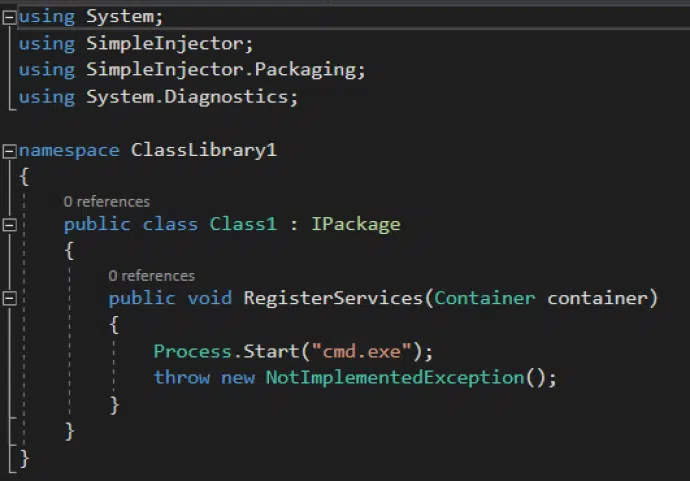 using System;
using SimpleInjector;
using SimpleInjector.Packaging;
using System.Diagnostics;
namespace ClassLibrary1
{
0 references
public class Class1 : IPackage
{
0 references
public void RegisterServices(Container container)
{
Process.Start("cmd.exe");
throw new NotImplementedException();
}
}
}